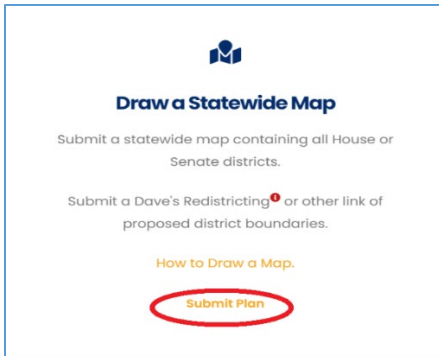 Draw a Statewide Map
Submit a statewide map containing all House or
Senate districts.
Submit a Dave's Redistricting or other link of
proposed district boundaries.
How to Draw a Map.
Submit Plan